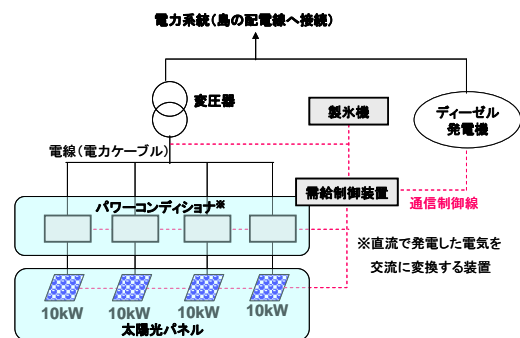 電力系統(島の配電線へ接続)
変圧器
製氷機
ディーゼル
発電機
電線(電力ケーブル)
需給制御装置
通信制御線
パワーコンディショナ※
※直流で発電した電気を
交流に変換する装置
10kW 10kW 10kW 10kW
太陽光パネル